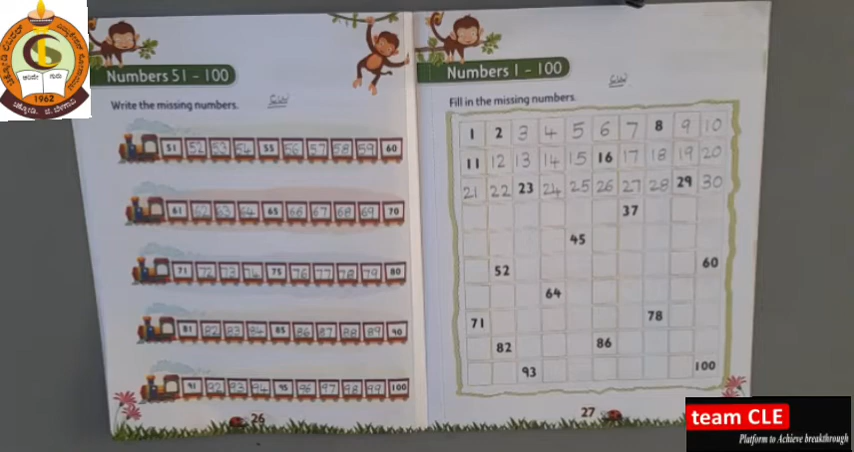 1962
Numbers 51 - 100
Write the missing numbers.
51 52 53 54 55 56 57 58 59 60
61 62 63 64 65 66 67 68 69 70
71 72 73 74 75 76 77 78 79 80
81 82 83 84 85 86 87 88 89 90
91 92 93 94 95 96 97 98 99 100
26
Numbers 1 - 100
Fill in the missing numbers.
1 2 3 4 5 6 7 8 9 10
11 12 13 14 15 16 17 18 19 20
21 22 23 24 25 26 27 28 29 30
37
45
52 60
64
71 78
82 86
93 100
27
team CLE
Platform to Achieve breakthrough